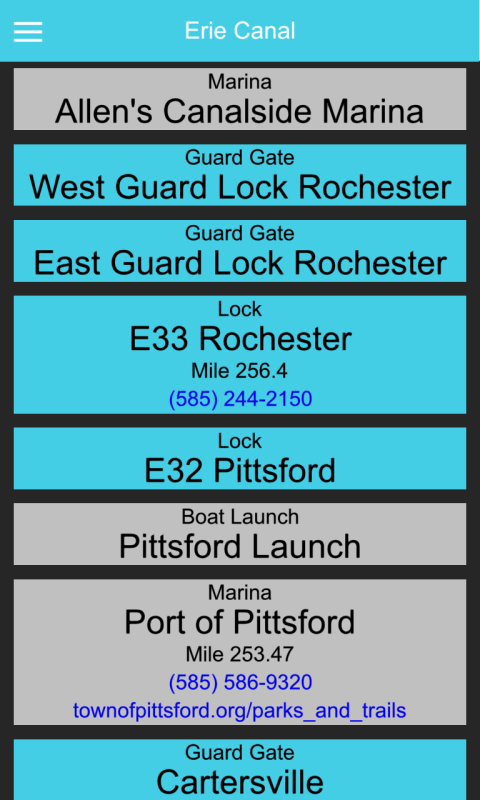 Erie Canal
Marina
Allen's Canalside Marina
Guard Gate
West Guard Lock Rochester
Guard Gate
East Guard Lock Rochester
Lock
E33 Rochester
Mile 256.4
(585) 244-2150
Lock
E32 Pittsford
Boat Launch
Pittsford Launch
Marina
Port of Pittsford
Mile 253.47
(585) 586-9320
townofpittsford.org/parks_and_trails
Guard Gate
Cartersville